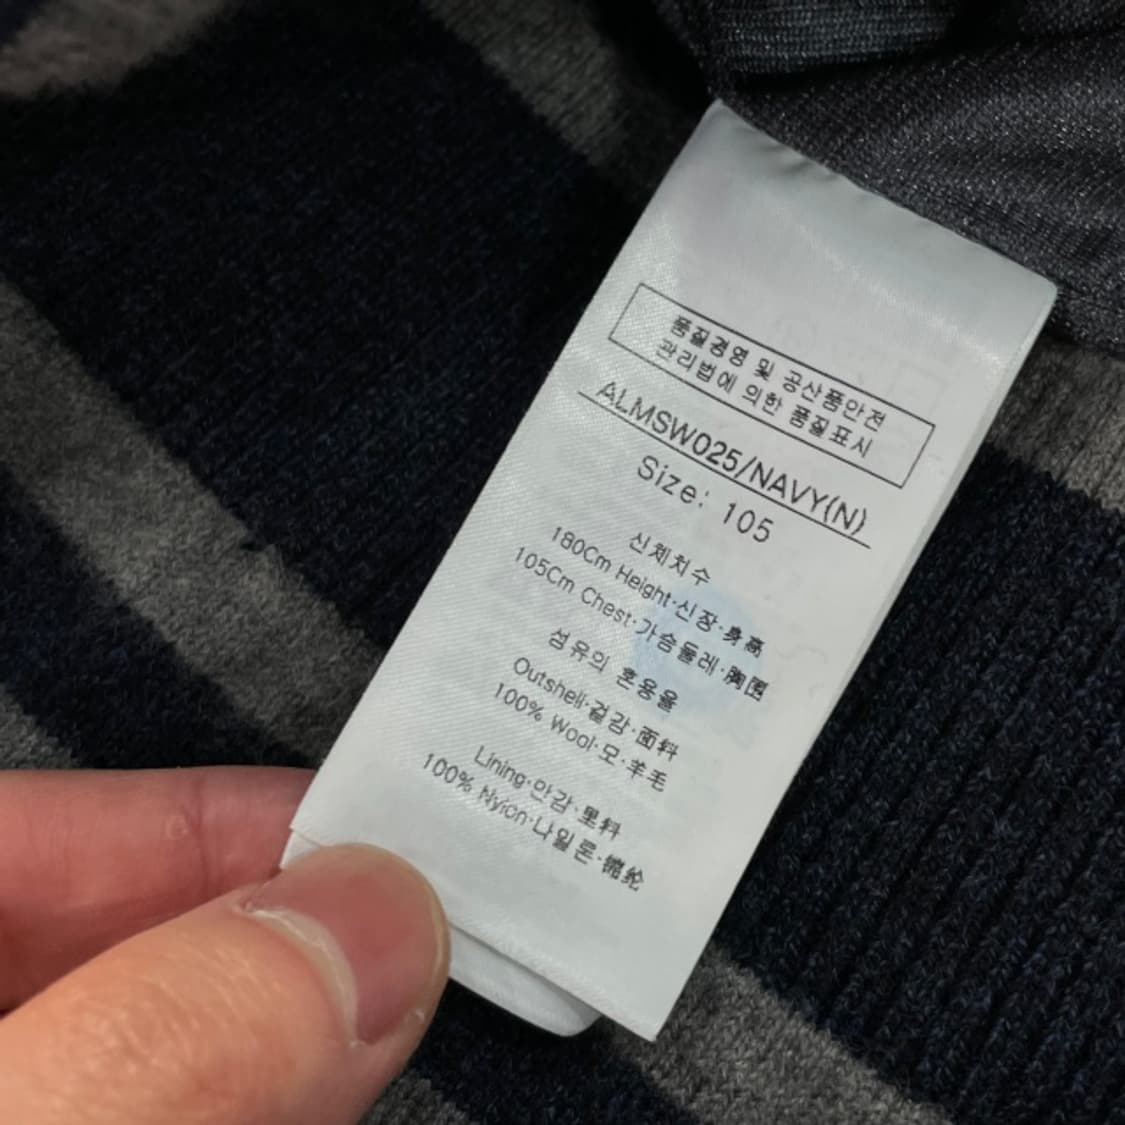 품질경영 및 공산품안전
관리법에 의한 품질표시
ALMSW025/NAVY(N)
Size: 105
신체치수
180Cm Height·신장·身高
105Cm Chest·가슴둘레·胸围
섬유의 혼용율
Outshell·겉감·面料
100% Wool·모·羊毛
Lining·안감·里料
100% Nylon·나일론·锦纶